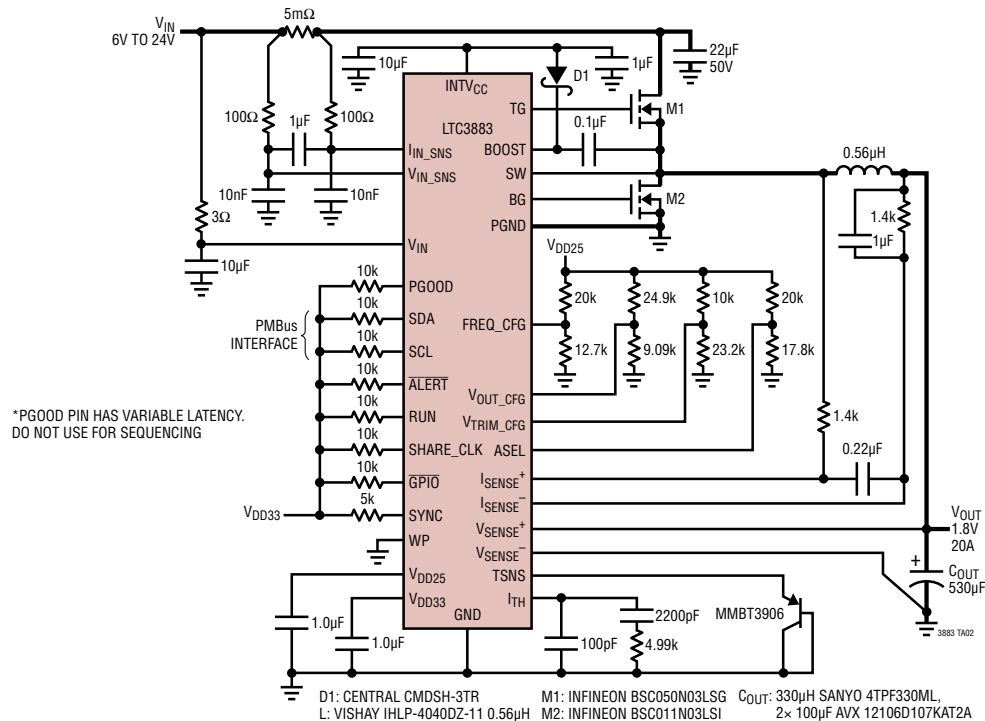 VIN
6V TO 24V
5mΩ
10µF
1µF
D1
22µF
50V
INTVCC
LTC3883
TG
M1
100Ω
1µF
100Ω
0.1µF
IIN_SNS
BOOST
VIN_SNS
SW
0.56µH
10nF
10nF
BG
M2
3Ω
PGND
1.4k
1µF
VIN
VDD25
10µF
10k
PGOOD
20k
24.9k
10k
20k
PMBus
INTERFACE
10k
SDA
FREQ_CFG
10k
SCL
12.7k
9.09k
23.2k
17.8k
10k
ALERT
VOUT_CFG
*PGOOD PIN HAS VARIABLE LATENCY.
DO NOT USE FOR SEQUENCING
10k
RUN
VTRIM_CFG
1.4k
10k
SHARE_CLK
ASEL
0.22µF
10k
GPIO
ISENSE+
ISENSE–
VDD33
5k
SYNC
VSENSE+
VOUT
1.8V
20A
WP
VSENSE–
+
COUT
530µF
VDD25
TSNS
VDD33
ITH
GND
2200pF
MMBT3906
3883 TA02
1.0µF
1.0µF
100pF
4.99k
D1: CENTRAL CMDSH-3TR
L: VISHAY IHLP-4040DZ-11 0.56µH
M1: INFINEON BSC050N03LSG
M2: INFINEON BSC011N03LSI
COUT: 330µH SANYO 4TPF330ML,
2× 100µF AVX 12106D107KAT2A